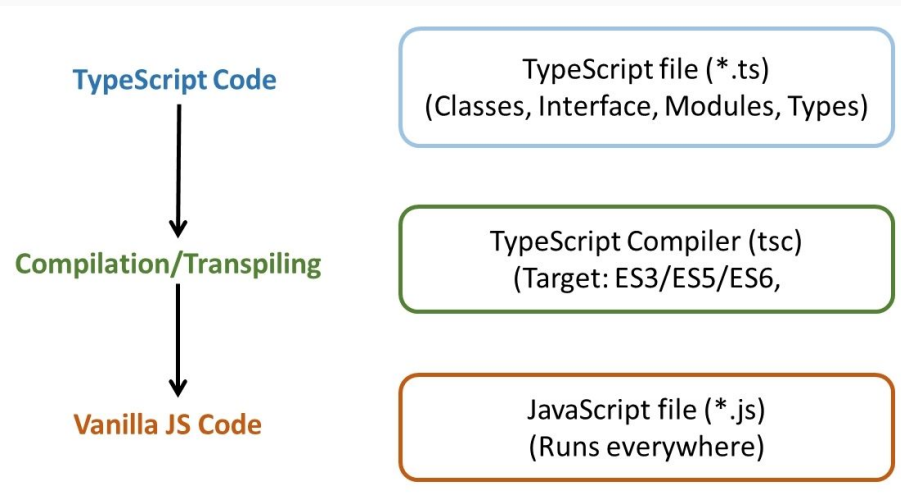 TypeScript Code
TypeScript file (*.ts)
(Classes, Interface, Modules, Types)
Compilation/Transpiling
TypeScript Compiler (tsc)
(Target: ES3/ES5/ES6,
Vanilla JS Code
JavaScript file (*.js)
(Runs everywhere)